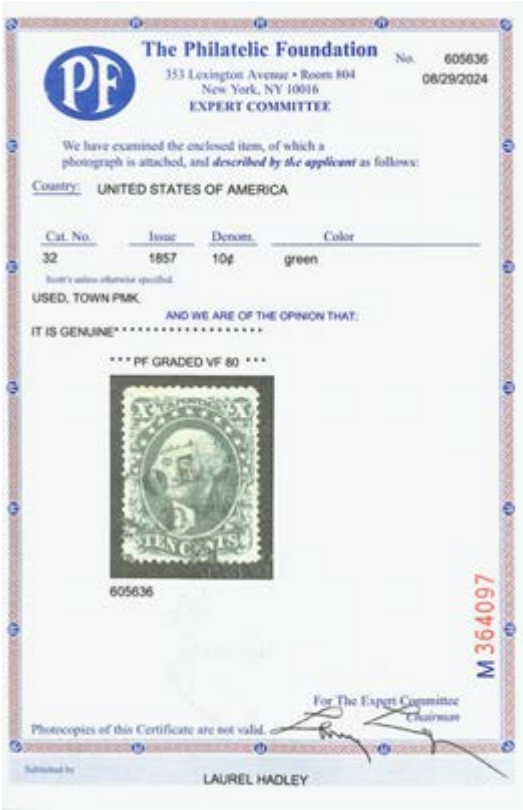 PF
The Philatelic Foundation
No. 605636
353 Lexington Avenue • Room 804
08/29/2024
New York, NY 10016
EXPERT COMMITTEE
We have examined the enclosed item, of which a
photograph is attached, and described by the applicant as follows:
Country: UNITED STATES OF AMERICA
Cat. No. Issue Denom. Color
32 1857 10¢ green
Scott's unless otherwise specified.
USED, TOWN PMK.
AND WE ARE OF THE OPINION THAT:
IT IS GENUINE* * * * * * * * * * * * * * * * * * * *
* * * PF GRADED VF 80 * * *
X X
TEN CENTS
605636
M 364097
For The Expert Committee
Chairman
Photocopies of this Certificate are not valid.
Submitted by
LAUREL HADLEY